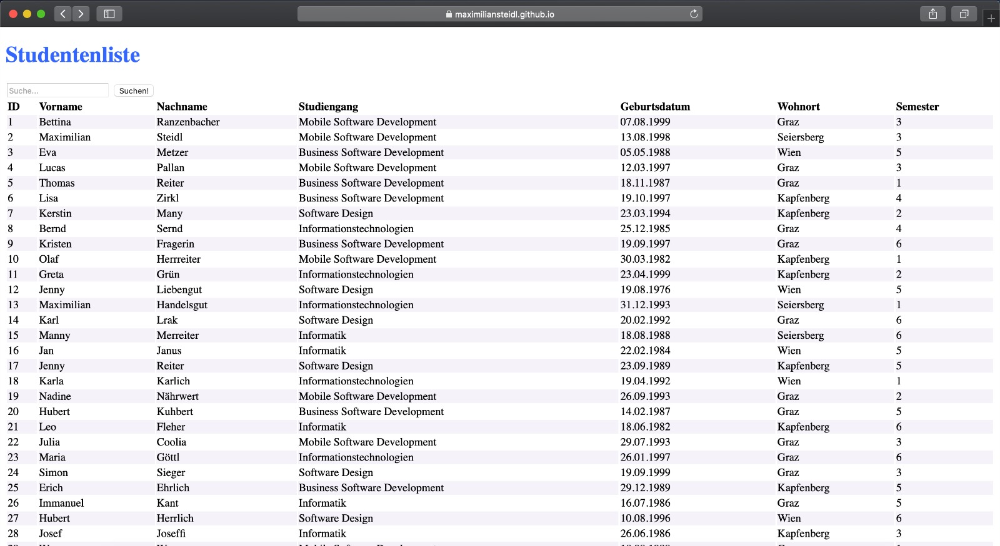 maximiliansteidl.github.io
Studentenliste
Suche... Suchen!
ID Vorname Nachname Studiengang Geburtsdatum Wohnort Semester
1 Bettina Ranzenbacher Mobile Software Development 07.08.1999 Graz 3
2 Maximilian Steidl Mobile Software Development 13.08.1998 Seiersberg 3
3 Eva Metzer Business Software Development 05.05.1988 Wien 5
4 Lucas Pallan Mobile Software Development 12.03.1997 Graz 3
5 Thomas Reiter Business Software Development 18.11.1987 Graz 1
6 Lisa Zirkl Business Software Development 19.10.1997 Kapfenberg 4
7 Kerstin Many Software Design 23.03.1994 Kapfenberg 2
8 Bernd Sernd Informationstechnologien 25.12.1985 Graz 4
9 Kristen Fragerin Business Software Development 19.09.1997 Graz 6
10 Olaf Herrreiter Mobile Software Development 30.03.1982 Kapfenberg 1
11 Greta Grün Informationstechnologien 23.04.1999 Kapfenberg 2
12 Jenny Liebengut Software Design 19.08.1976 Wien 5
13 Maximilian Handelsgut Informationstechnologien 31.12.1993 Seiersberg 1
14 Karl Lrak Software Design 20.02.1992 Graz 6
15 Manny Merreiter Informatik 18.08.1988 Seiersberg 6
16 Jan Janus Informatik 22.02.1984 Wien 5
17 Jenny Reiter Software Design 23.09.1989 Kapfenberg 5
18 Karla Karlich Informationstechnologien 19.04.1992 Wien 1
19 Nadine Nährwert Mobile Software Development 26.09.1993 Graz 2
20 Hubert Kuhbert Business Software Development 14.02.1987 Graz 5
21 Leo Fleher Informatik 18.06.1982 Kapfenberg 6
22 Julia Coolia Mobile Software Development 29.07.1993 Graz 3
23 Maria Göttl Informationstechnologien 26.01.1997 Graz 6
24 Simon Sieger Software Design 19.09.1999 Graz 3
25 Erich Ehrlich Business Software Development 29.12.1989 Kapfenberg 5
26 Immanuel Kant Informatik 16.07.1986 Graz 5
27 Hubert Herrlich Software Design 10.08.1996 Wien 6
28 Josef Joseffi Informatik 26.06.1986 Kapfenberg 3